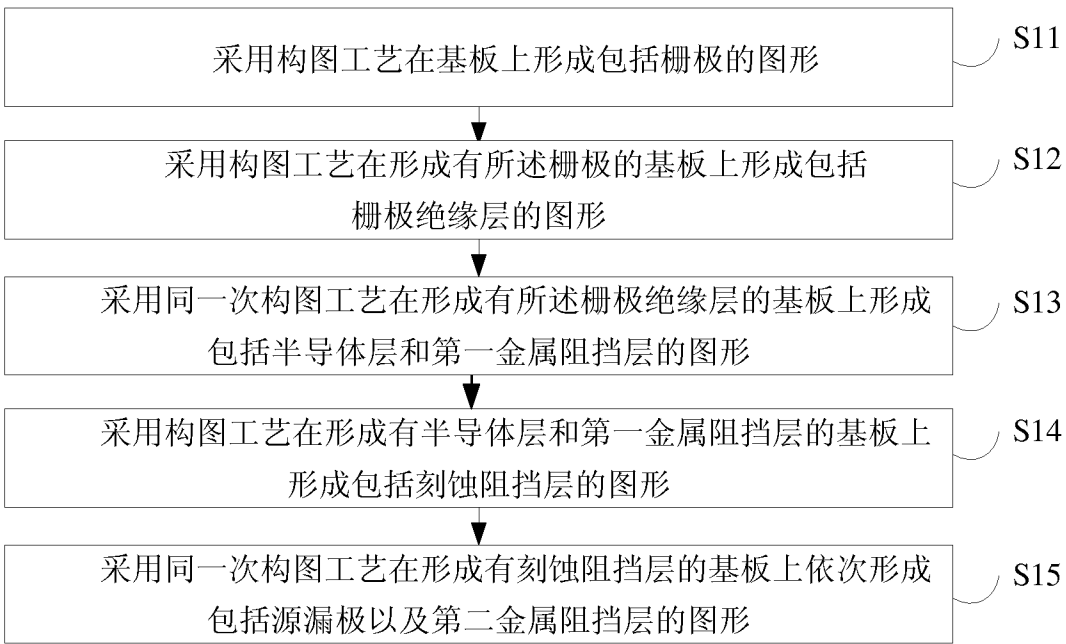 采用构图工艺在基板上形成包括栅极的图形
S11
采用构图工艺在形成有所述栅极的基板上形成包括
栅极绝缘层的图形
S12
采用同一次构图工艺在形成有所述栅极绝缘层的基板上形成
包括半导体层和第一金属阻挡层的图形
S13
采用构图工艺在形成有半导体层和第一金属阻挡层的基板上
形成包括刻蚀阻挡层的图形
S14
采用同一次构图工艺在形成有刻蚀阻挡层的基板上依次形成
包括源漏极以及第二金属阻挡层的图形
S15